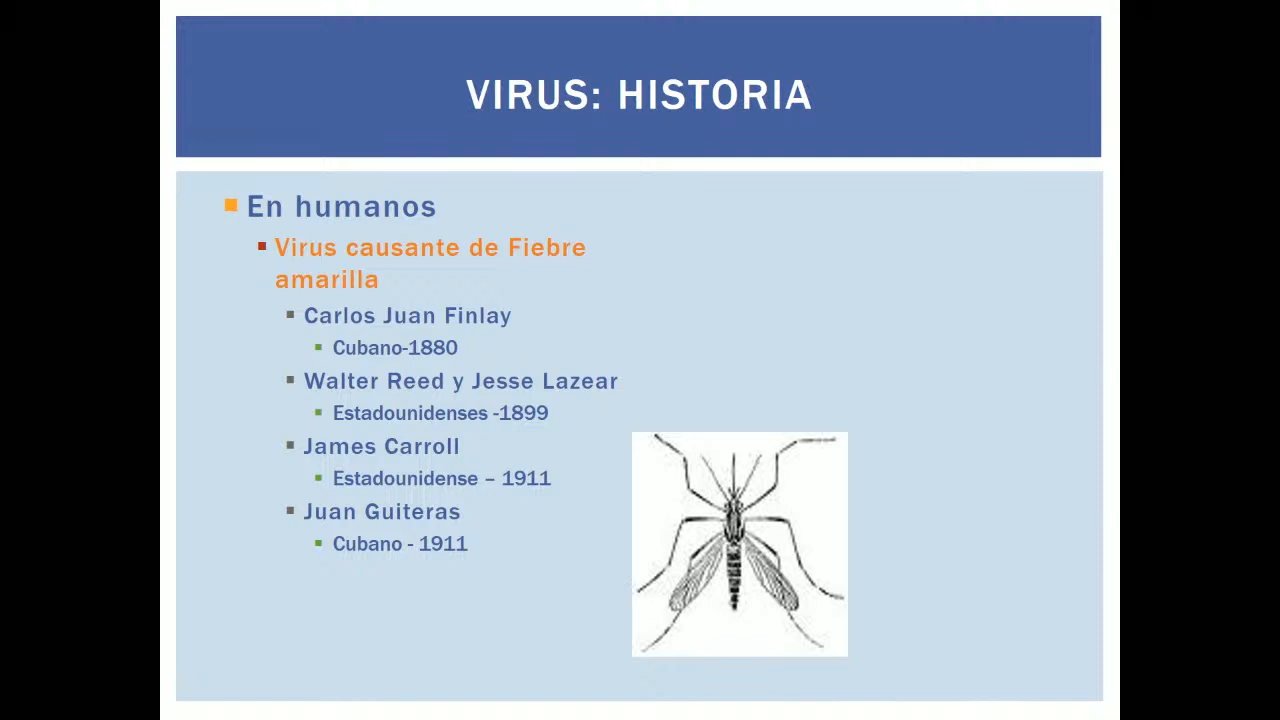 VIRUS: HISTORIA
En humanos
Virus causante de Fiebre
amarilla
Carlos Juan Finlay
Cubano-1880
Walter Reed y Jesse Lazear
Estadounidenses -1899
James Carroll
Estadounidense – 1911
Juan Guiteras
Cubano - 1911